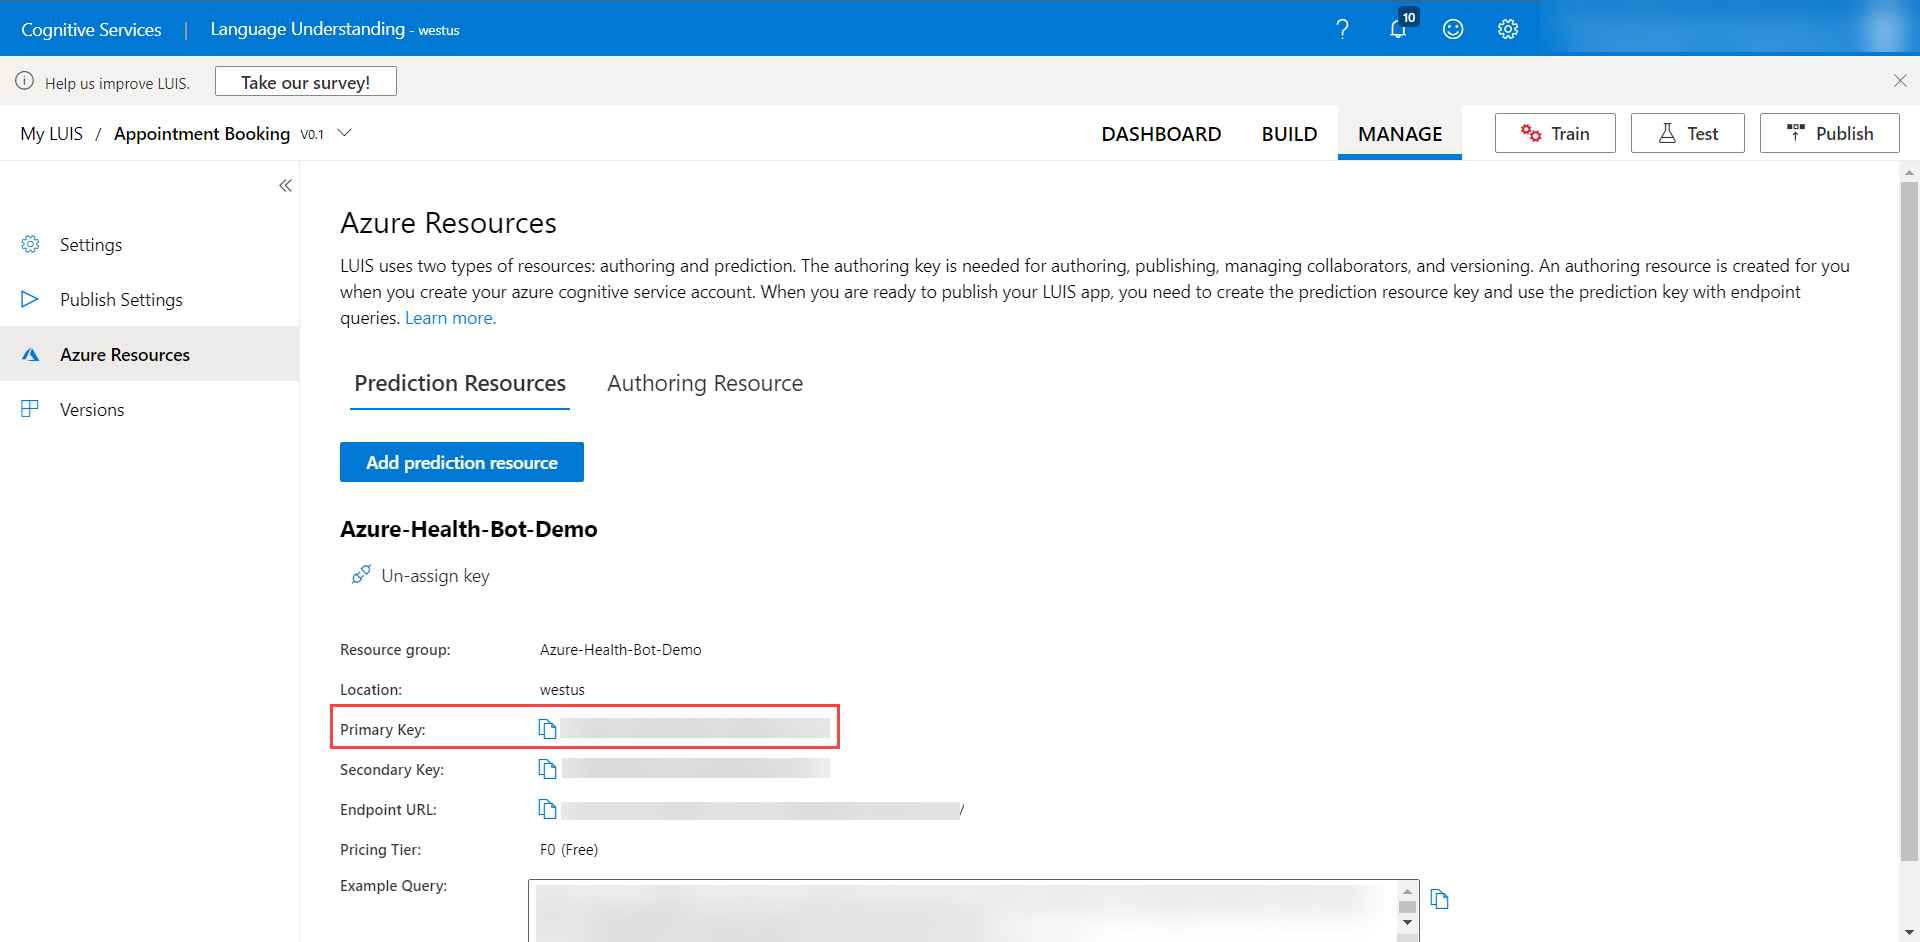 Cognitive Services | Language Understanding - westus
10
Help us improve LUIS. Take our survey!
My LUIS / Appointment Booking V0.1
DASHBOARD BUILD MANAGE Train Test Publish
Settings
Publish Settings
Azure Resources
Versions
Azure Resources
LUIS uses two types of resources: authoring and prediction. The authoring key is needed for authoring, publishing, managing collaborators, and versioning. An authoring resource is created for you
when you create your azure cognitive service account. When you are ready to publish your LUIS app, you need to create the prediction resource key and use the prediction key with endpoint
queries. Learn more.
Prediction Resources Authoring Resource
Add prediction resource
Azure-Health-Bot-Demo
Un-assign key
Resource group: Azure-Health-Bot-Demo
Location: westus
Primary Key:
Secondary Key:
Endpoint URL: /
Pricing Tier: F0 (Free)
Example Query: